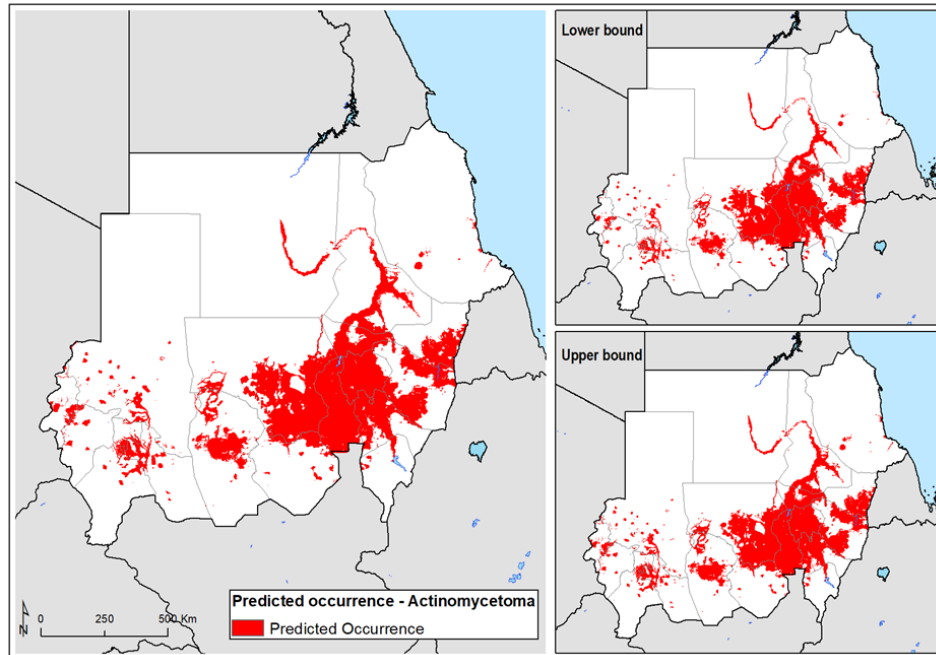 Lower bound
Upper bound
Predicted occurrence - Actinomycetoma
Predicted Occurrence
N
0 250 500 Km